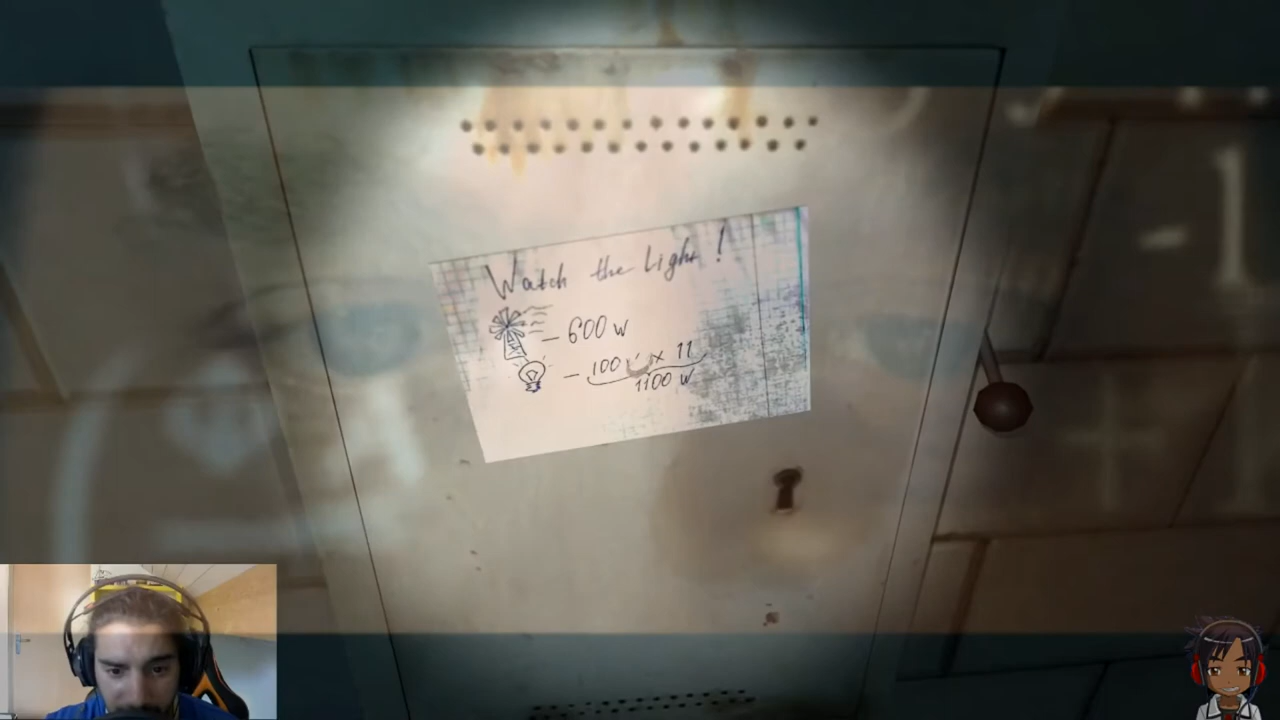 Watch the Light !
– 600 w
– 100 w x 11
1100 w